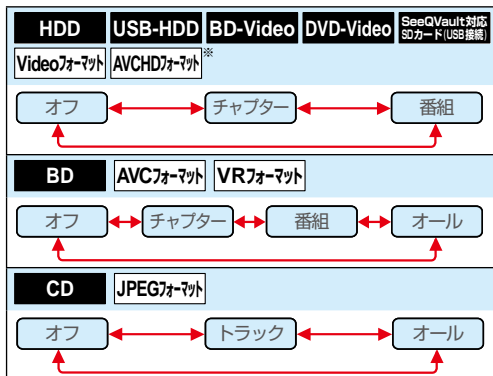 HDD USB-HDD BD-Video DVD-Video SeeQVault対応
SDカード(USB接続)
Videoフォーマット AVCHDフォーマット※
オフ チャプター 番組
BD AVCフォーマット VRフォーマット
オフ チャプター 番組 オール
CD JPEGフォーマット
オフ トラック オール